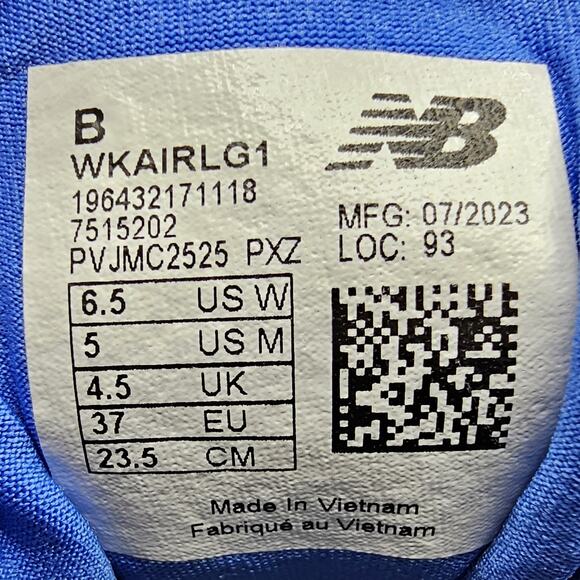 B
WKAIRLG1
196432171118
7515202
PVJMC2525 PXZ
NB
MFG: 07/2023
LOC: 93
6.5 US W
5 US M
4.5 UK
37 EU
23.5 CM
Made In Vietnam
Fabriqué au Vietnam